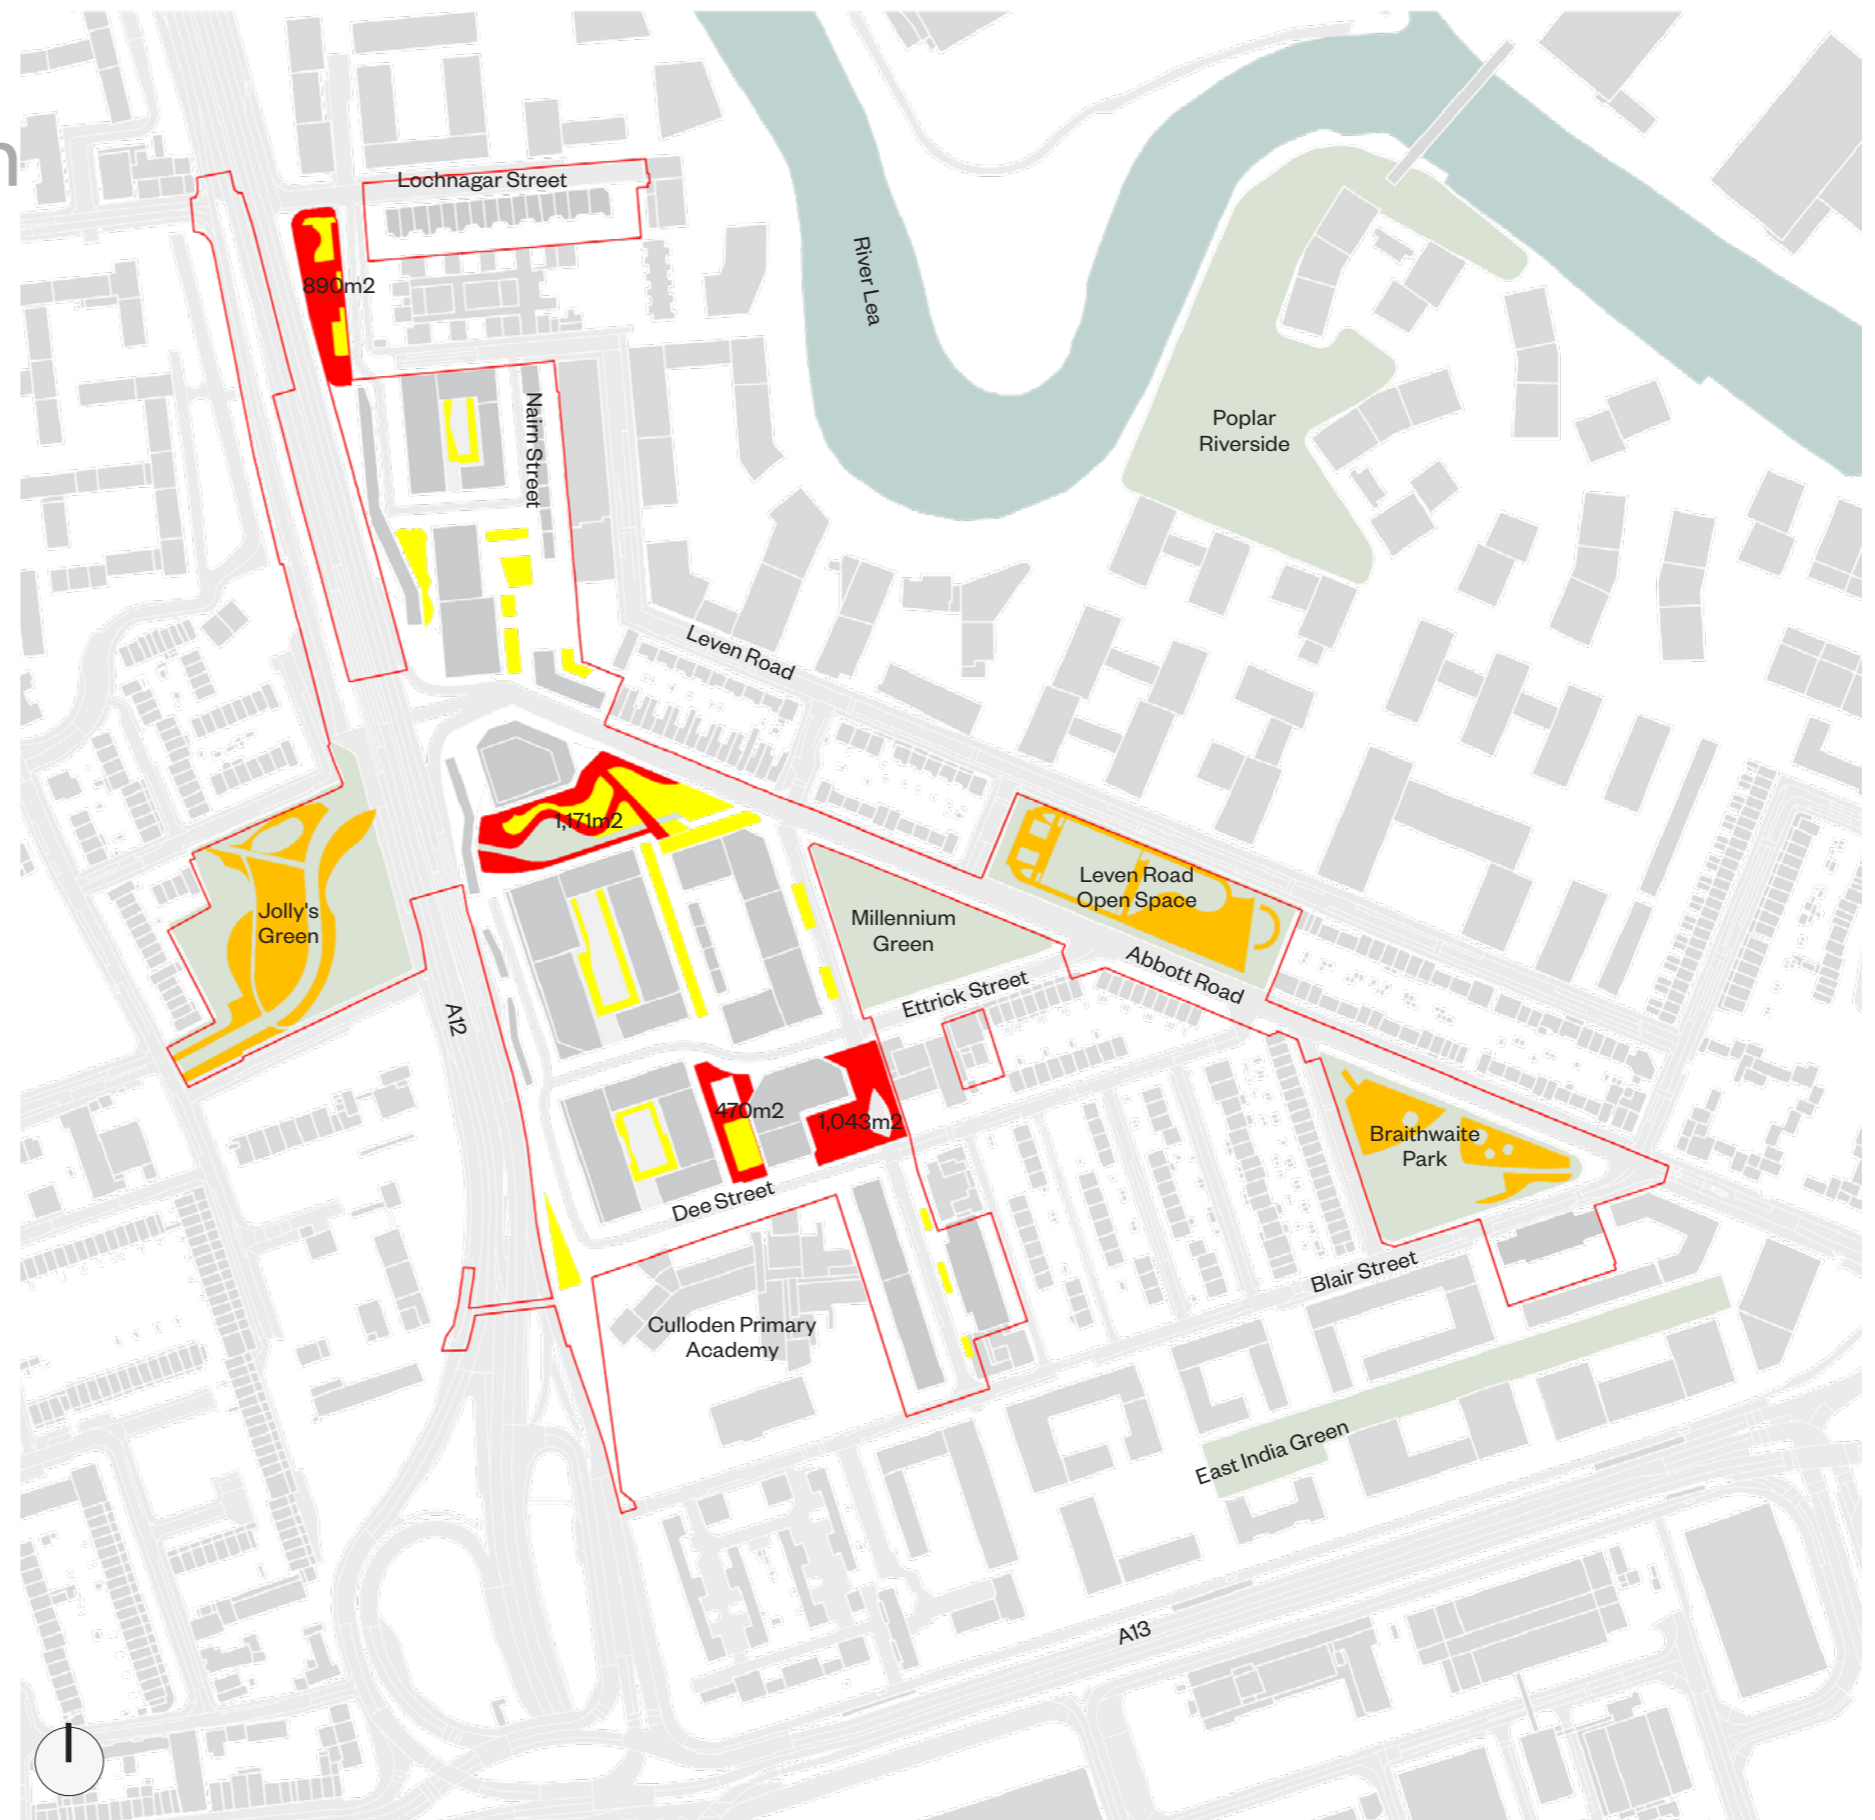 n
Lochnagar Street
890m2
River Lea
Nairn Street
Poplar
Riverside
Leven Road
1,171m2
Jolly's
Green
Leven Road
Open Space
Millennium
Green
Abbott Road
Ettrick Street
A12
470m2
1,043m2
Braithwaite
Park
Dee Street
Blair Street
Culloden Primary
Academy
East India Green
A13